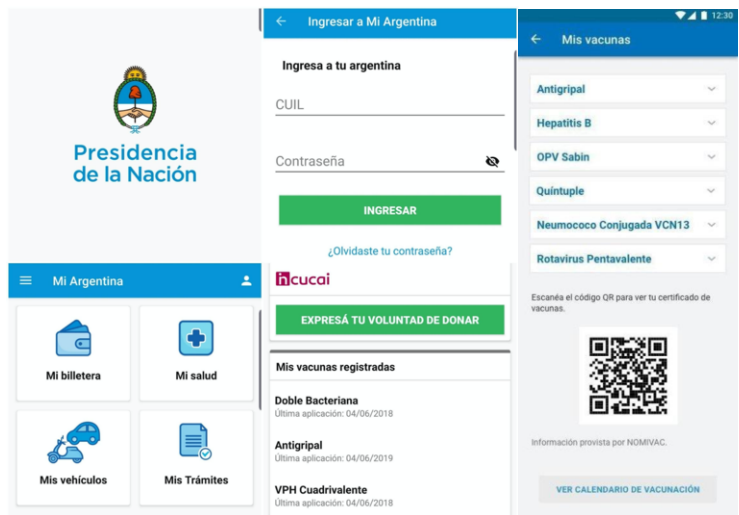 Presidencia
de la Nación
Ingresar a Mi Argentina
Ingresa a tu argentina
CUIL
Contraseña
INGRESAR
¿Olvidaste tu contraseña?
Mi Argentina
Mi billetera
Mi salud
Mis vehículos
Mis Trámites
incucai
EXPRESÁ TU VOLUNTAD DE DONAR
Mis vacunas registradas
Doble Bacteriana
Última aplicación: 04/06/2018
Antigripal
Última aplicación: 04/06/2019
VPH Cuadrivalente
Última aplicación: 04/06/2018
12:30
Mis vacunas
Antigripal
Hepatitis B
OPV Sabin
Quíntuple
Neumococo Conjugada VCN13
Rotavirus Pentavalente
Escanéa el código QR para ver tu certificado de
vacunas.
Información provista por NOMIVAC.
VER CALENDARIO DE VACUNACIÓN